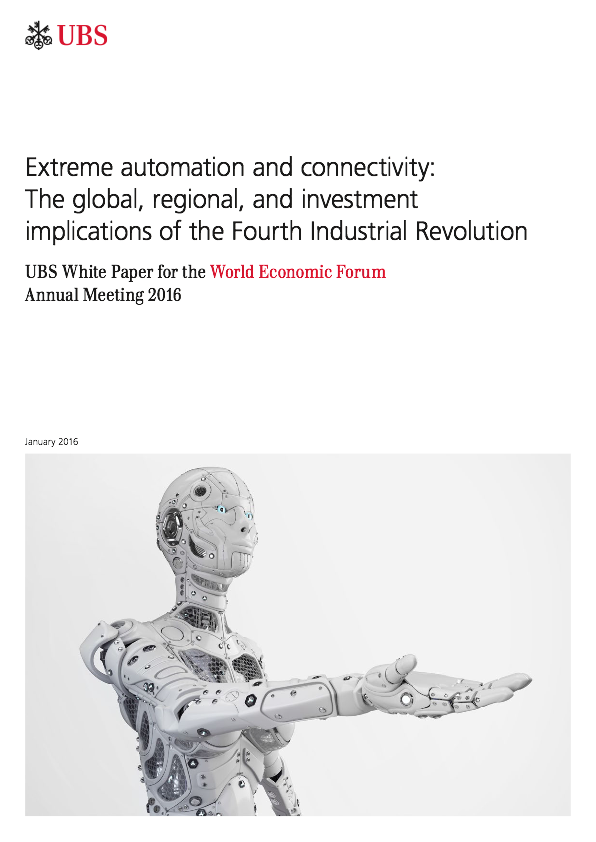 UBS
Extreme automation and connectivity:
The global, regional, and investment
implications of the Fourth Industrial Revolution
UBS White Paper for the World Economic Forum
Annual Meeting 2016
January 2016